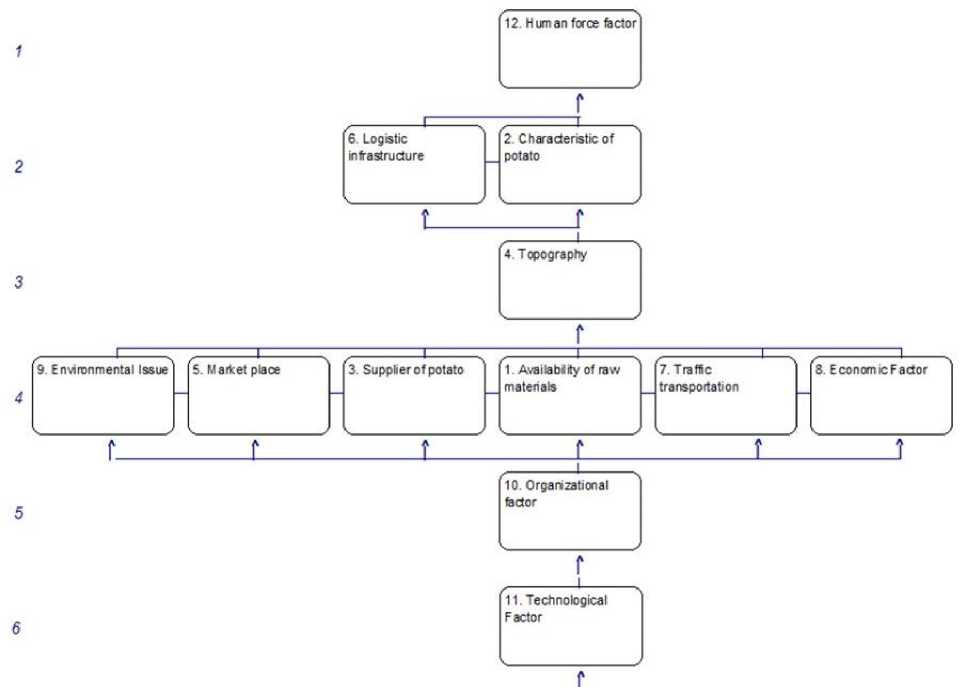 1
12. Human force factor
2
6. Logistic
infrastructure
2. Characteristic of
potato
3
4. Topography
4
9. Environmental Issue
5. Market place
3. Supplier of potato
1. Availability of raw
materials
7. Traffic
transportation
8. Economic Factor
5
10. Organizational
factor
6
11. Technological
Factor